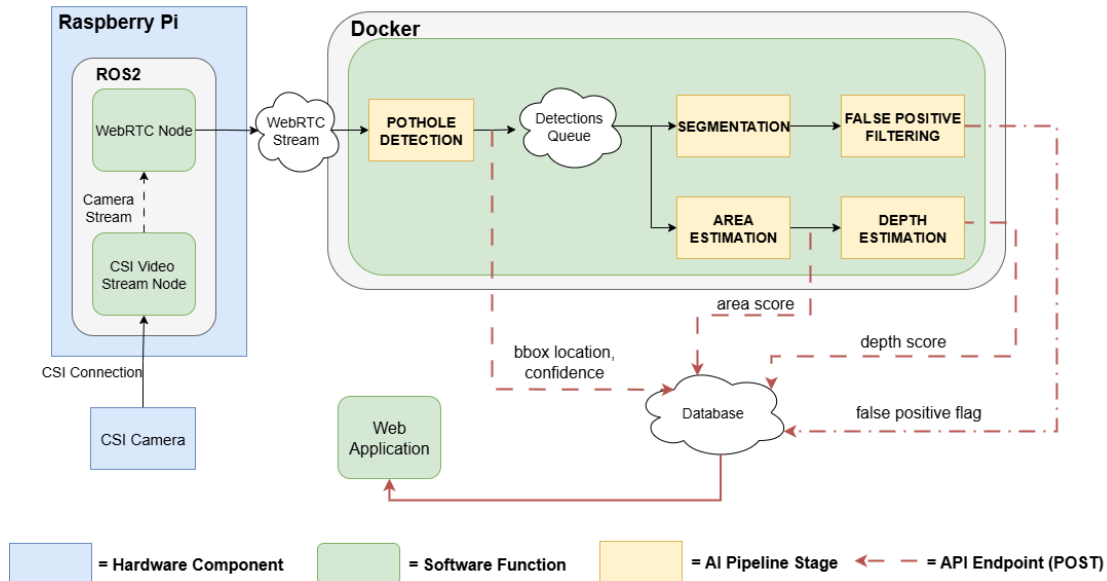 Raspberry Pi
ROS2
WebRTC Node
Camera
Stream
CSI Video
Stream Node
CSI Connection
CSI Camera
WebRTC
Stream
Docker
POTHOLE
DETECTION
Detections
Queue
SEGMENTATION
FALSE POSITIVE
FILTERING
AREA
ESTIMATION
DEPTH
ESTIMATION
area score
bbox location,
confidence
depth score
false positive flag
Database
Web
Application
= Hardware Component
= Software Function
= AI Pipeline Stage
= API Endpoint (POST)